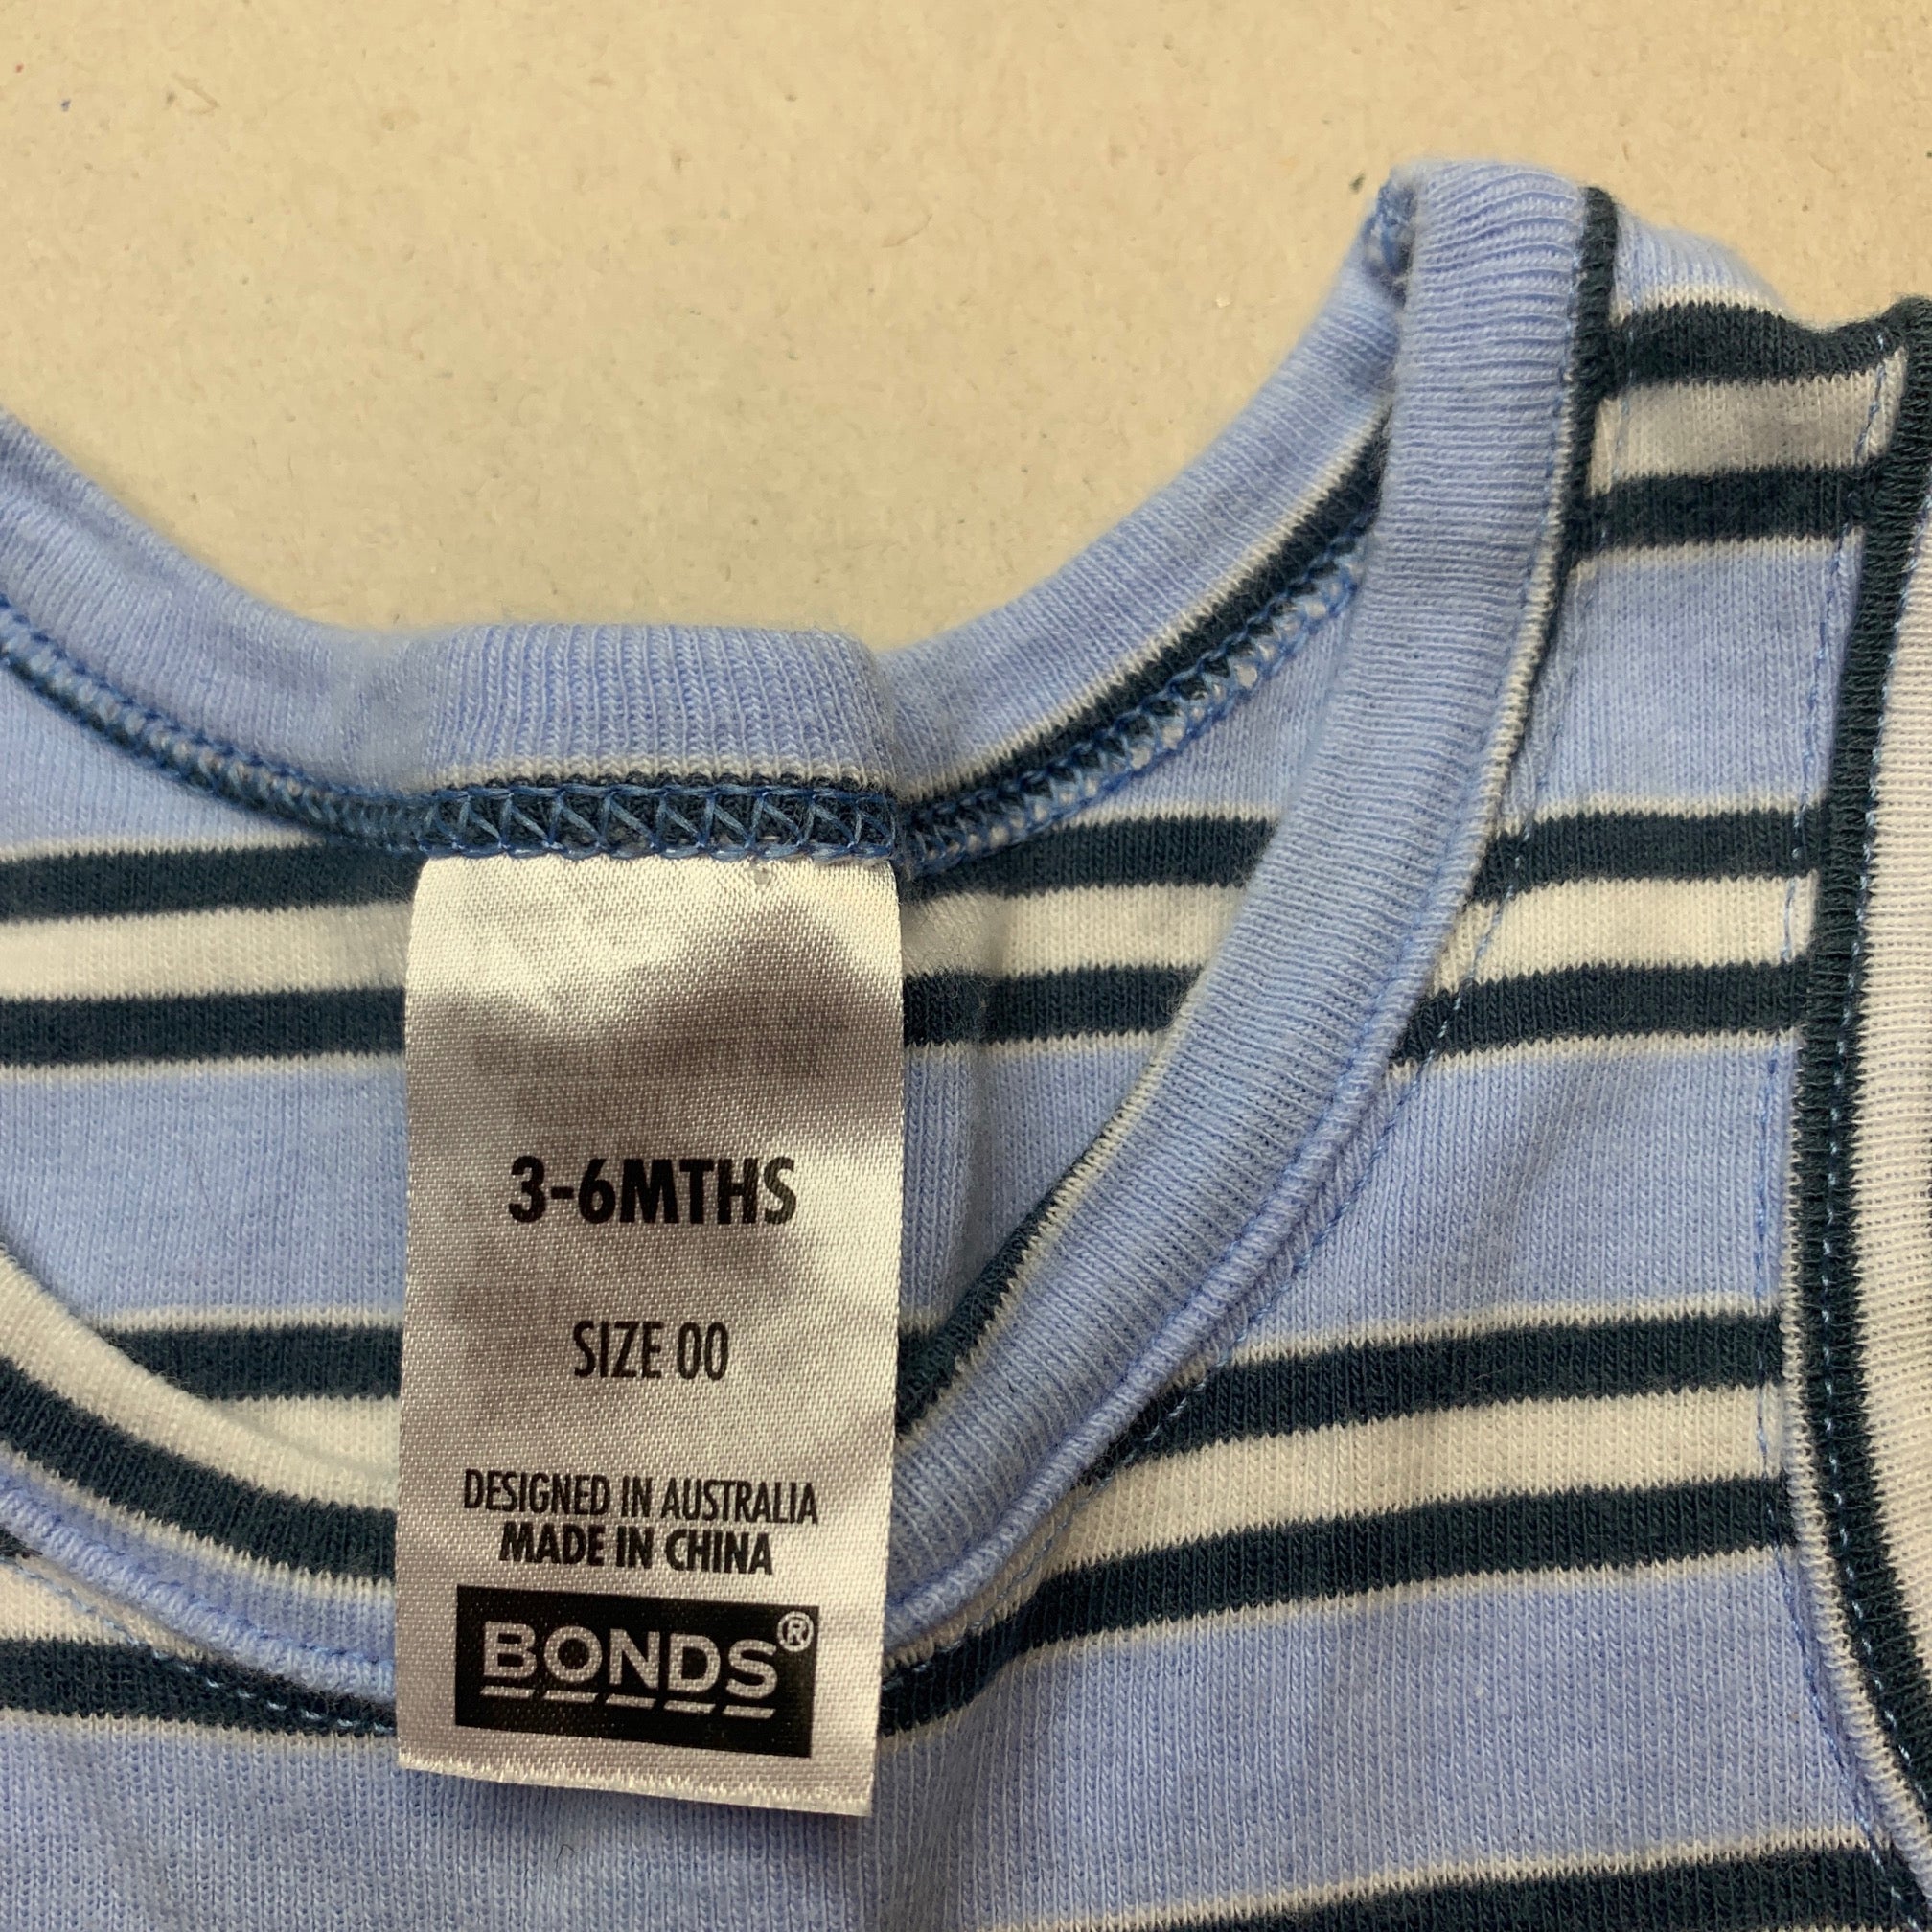 3-6MTHS
SIZE 00
DESIGNED IN AUSTRALIA
MADE IN CHINA
BONDS®